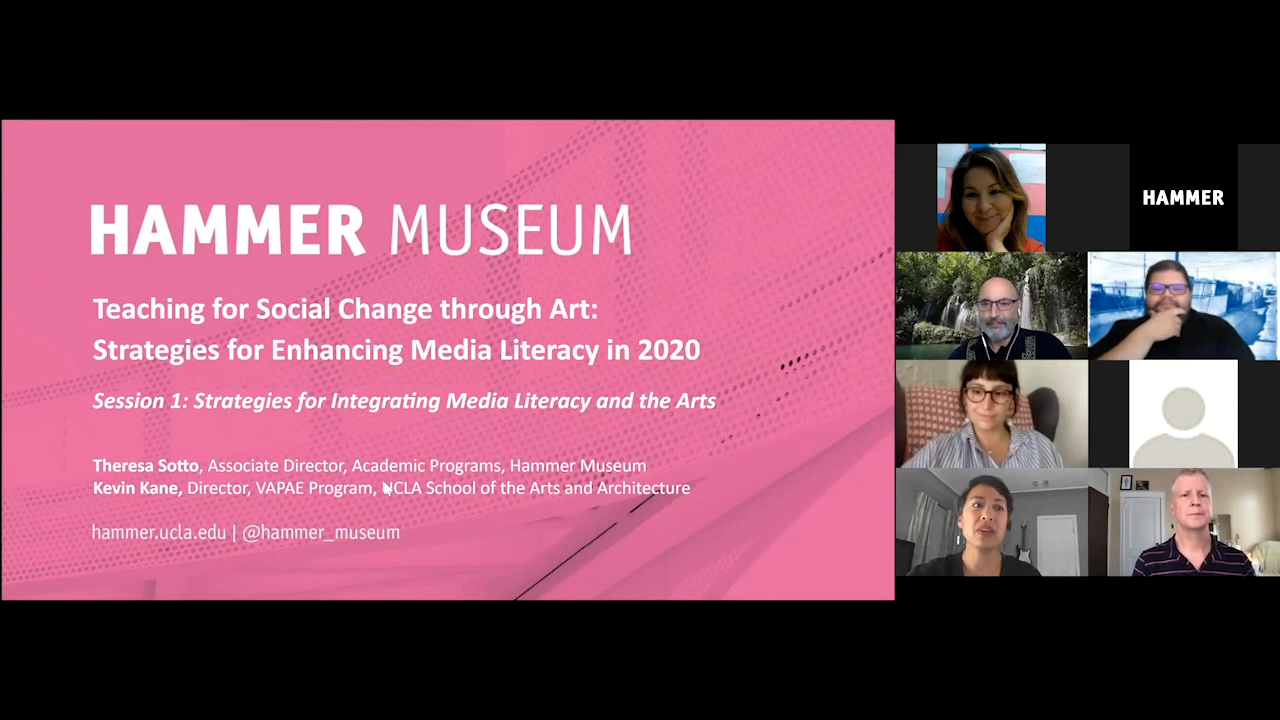 HAMMER MUSEUM
Teaching for Social Change through Art:
Strategies for Enhancing Media Literacy in 2020
Session 1: Strategies for Integrating Media Literacy and the Arts
Theresa Sotto, Associate Director, Academic Programs, Hammer Museum
Kevin Kane, Director, VAPAE Program, UCLA School of the Arts and Architecture
hammer.ucla.edu | @hammer_museum
HAMMER